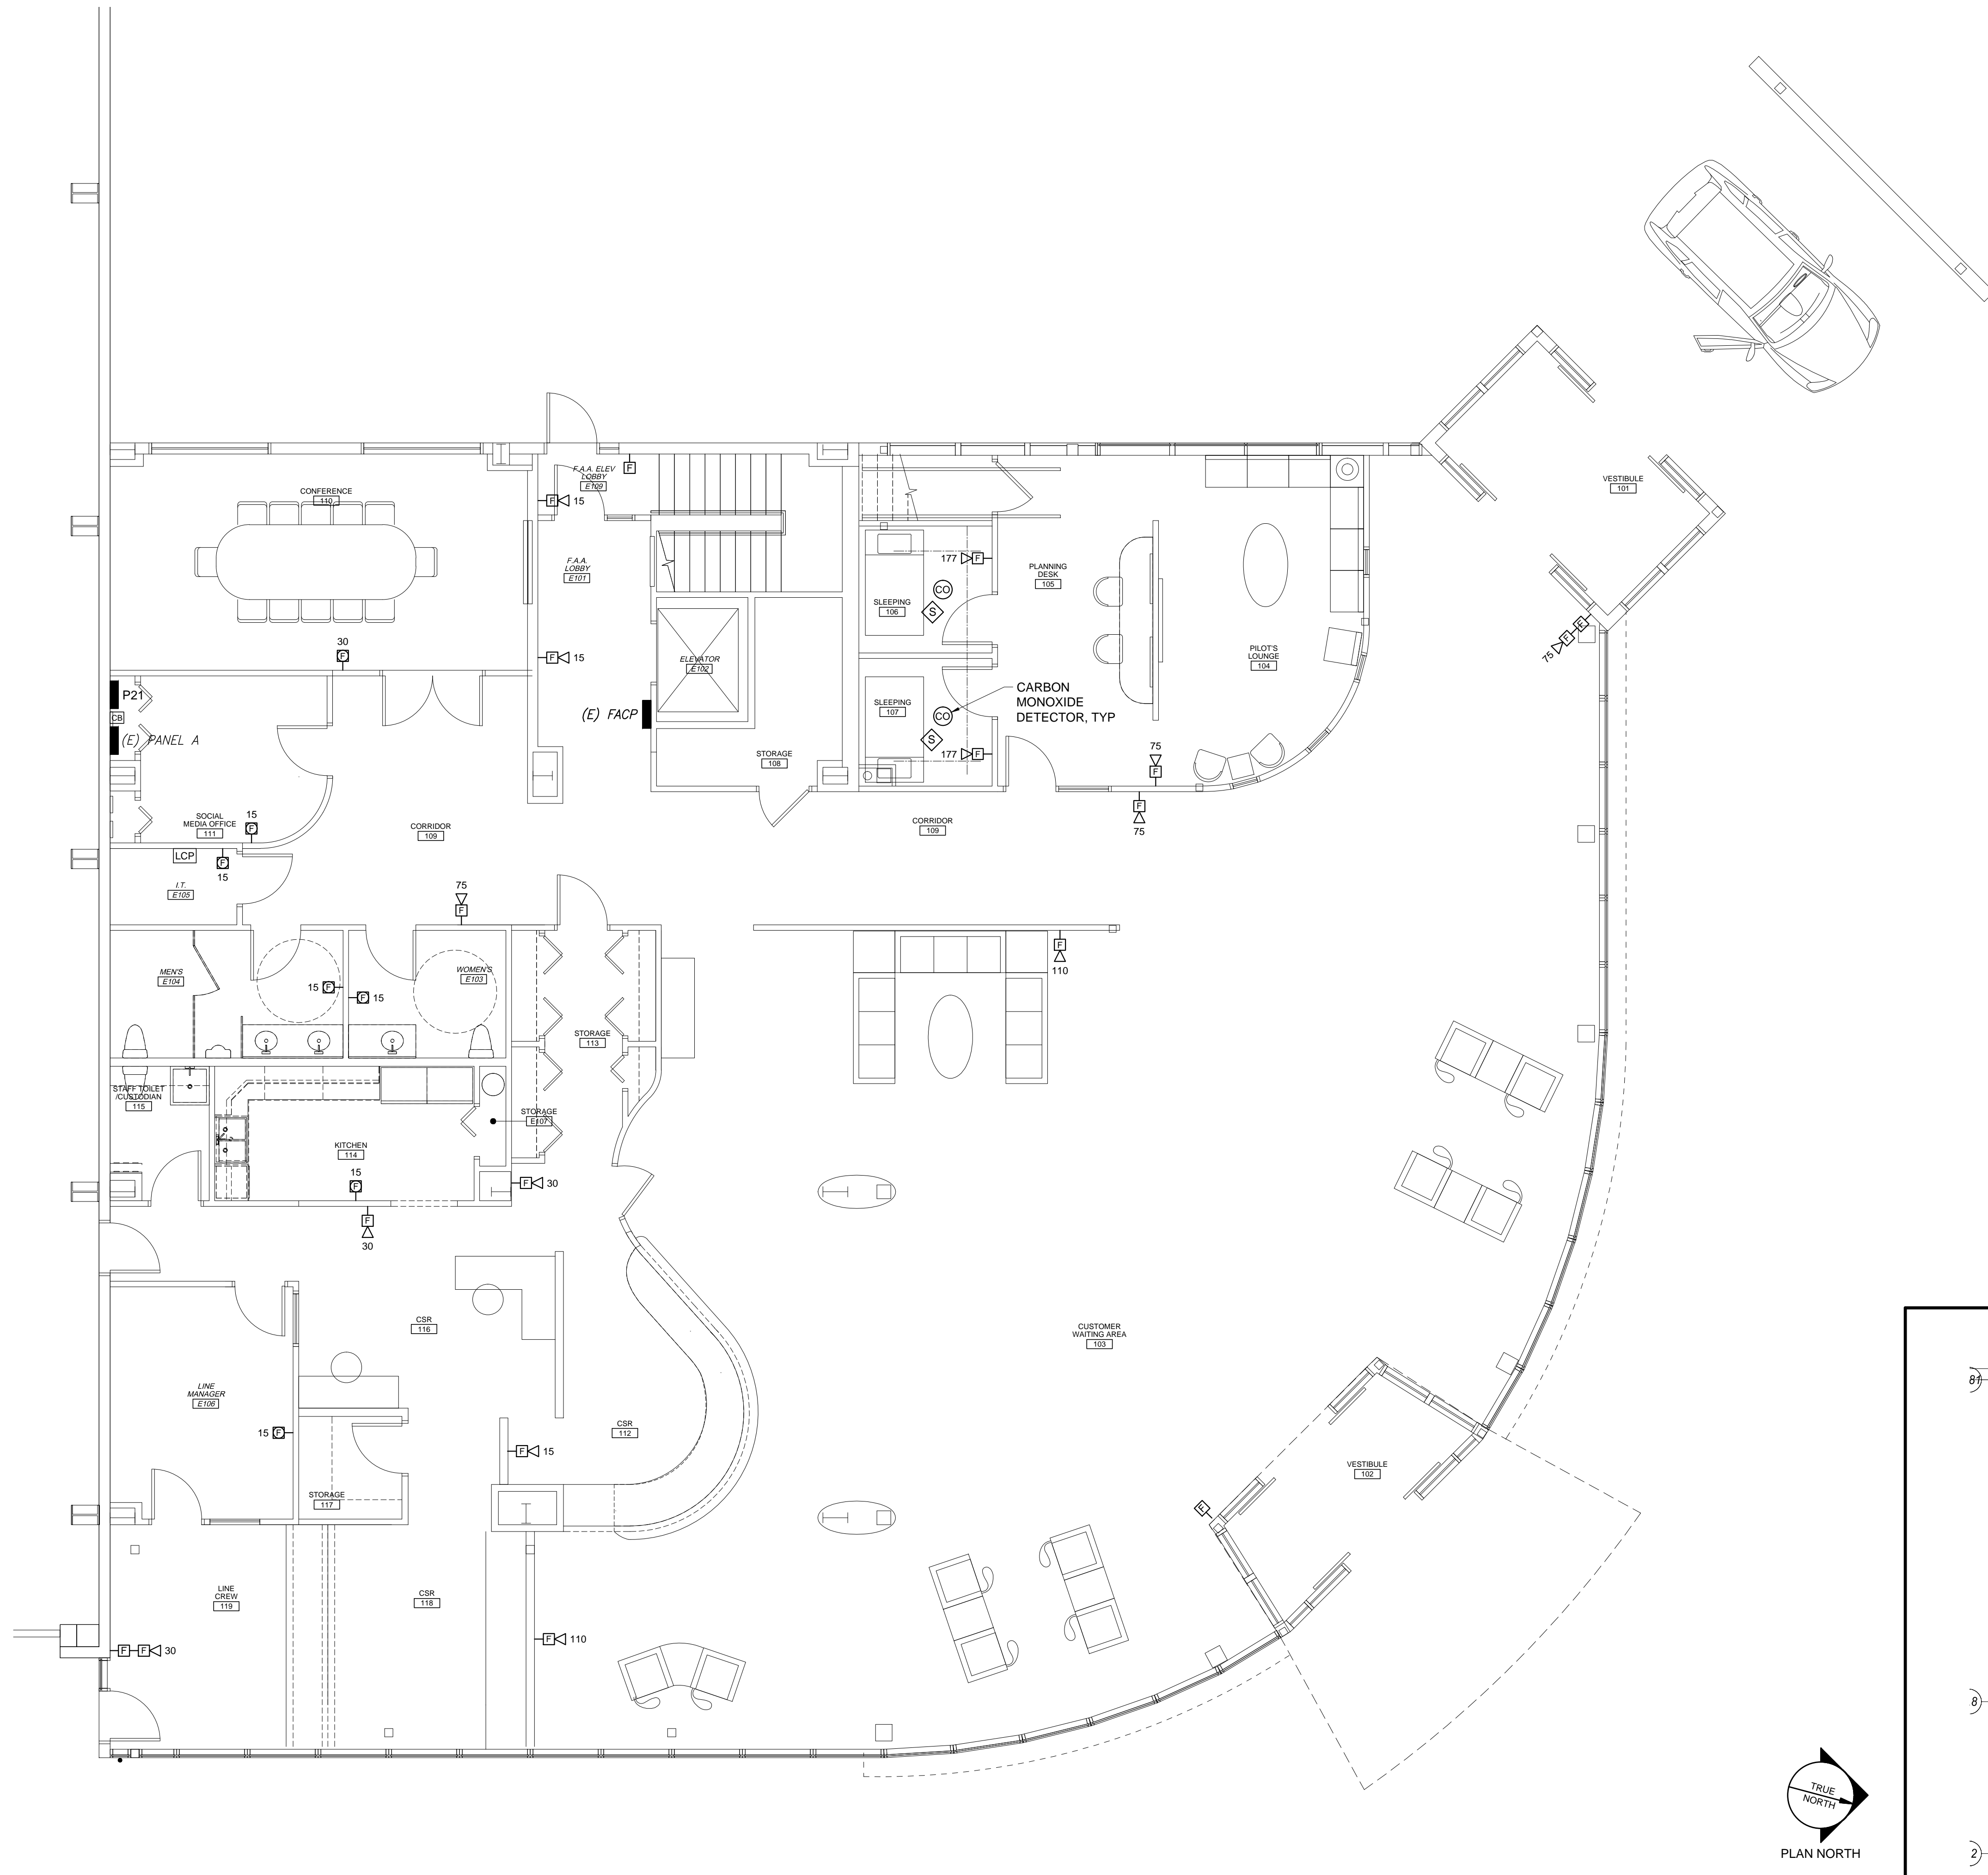 CONFERENCE
110
F.A.A. ELEV
LOBBY
E109
F
F
15
VESTIBULE
101
F.A.A.
LOBBY
E101
177
F
CO
S
SLEEPING
106
PLANNING
DESK
105
PILOT'S
LOUNGE
104
F
F
75
30
F
F
15
ELEVATOR
E102
P21
CB
(E) PANEL A
(E) FACP
SLEEPING
107
CO
S
CARBON
MONOXIDE
DETECTOR, TYP
177
F
STORAGE
108
75
F
F
75
SOCIAL
MEDIA OFFICE
111
15
F
CORRIDOR
109
CORRIDOR
109
LCP
F
15
I.T.
E105
75
F
F
110
MEN'S
E104
WOMEN'S
E103
15
F
F
15
STORAGE
113
STAFF TOILET
/CUSTODIAN
115
STORAGE
E107
KITCHEN
114
15
F
F
30
F
30
CSR
116
CUSTOMER
WAITING AREA
103
LINE
MANAGER
E106
15
F
CSR
112
F
15
VESTIBULE
102
STORAGE
117
F
LINE
CREW
119
CSR
118
F
F
30
F
110
81
8
2
TRUE
NORTH
PLAN NORTH